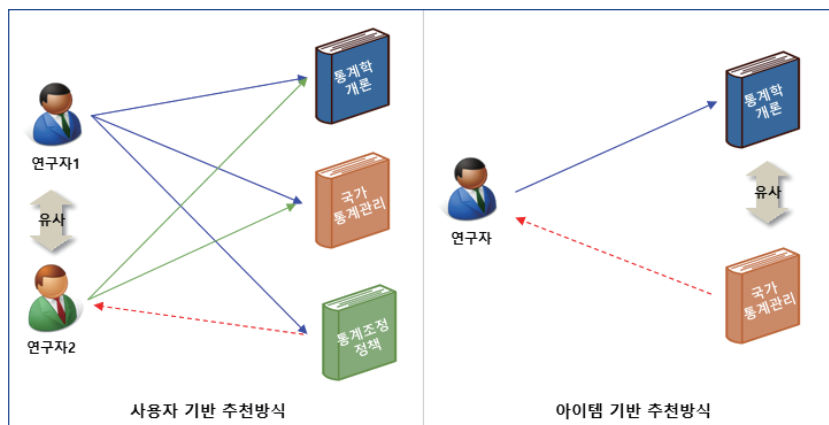 연구자1
유사
연구자2
통계학
개론
국가
통계관리
통계조정
정책
사용자 기반 추천방식
연구자
통계학
개론
유사
국가
통계관리
아이템 기반 추천방식